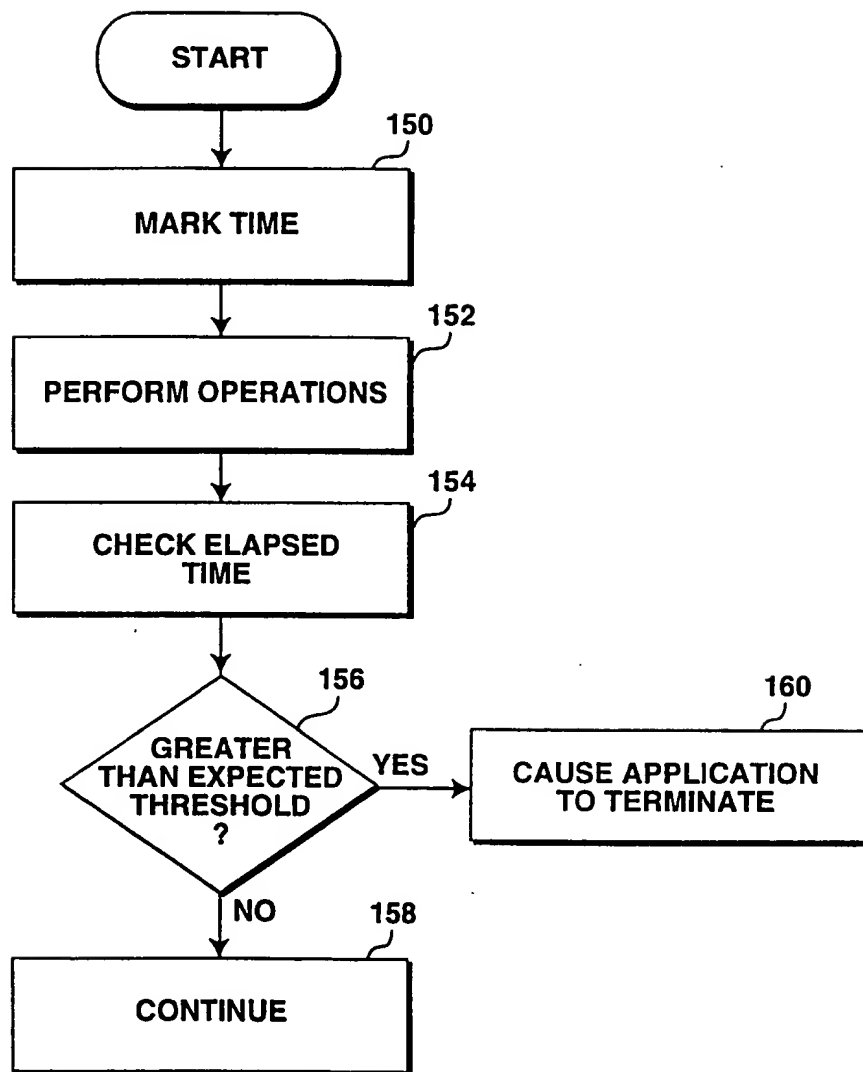 START
150
MARK TIME
152
PERFORM OPERATIONS
154
CHECK ELAPSED
TIME
156
GREATER
THAN EXPECTED
THRESHOLD
?
YES
160
CAUSE APPLICATION
TO TERMINATE
NO
158
CONTINUE